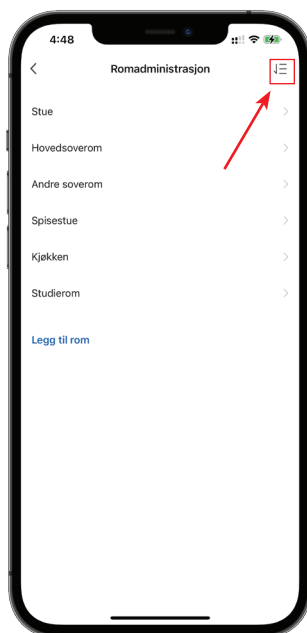 4:48
Romadministrasjon
Stue
Hovedsoverom
Andre soverom
Spisestue
Kjøkken
Studierom
Legg til rom